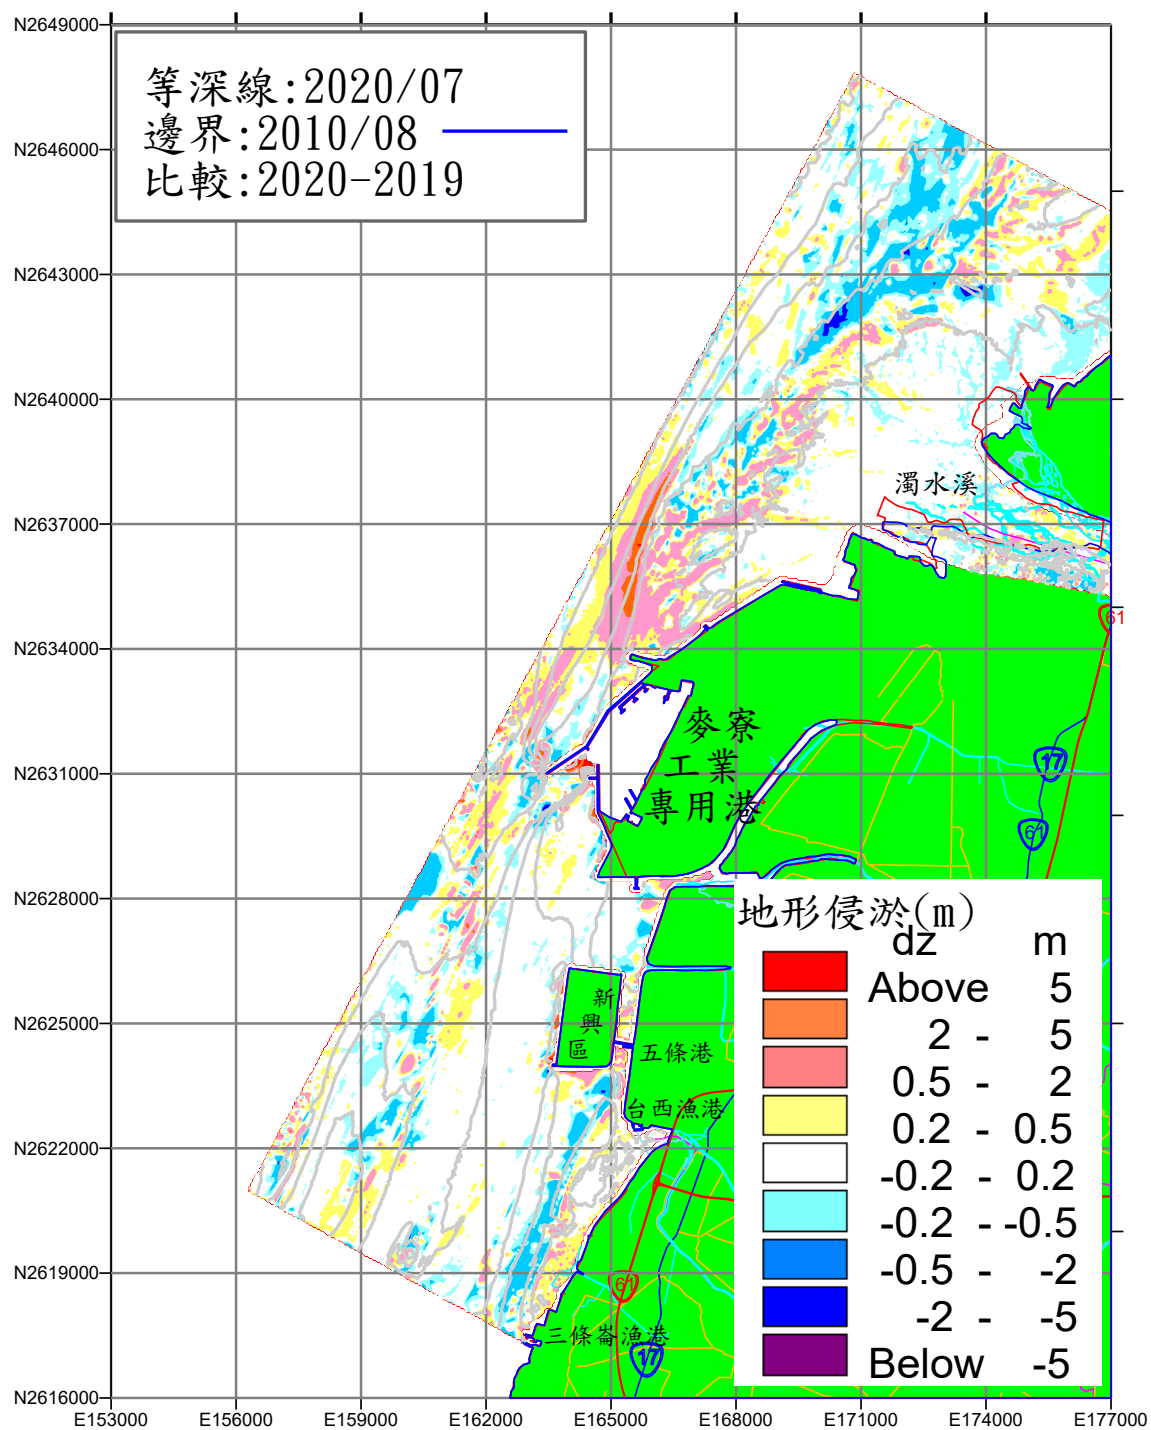 N2649000
等深線:2020/07
邊界:2010/08
比較:2020-2019
N2646000
N2643000
N2640000
濁水溪
N2637000
61
N2634000
麥寮
工業
專用港
17
N2631000
61
N2628000
地形侵淤(m)
dz m
Above 5
2 - 5
0.5 - 2
0.2 - 0.5
-0.2 - 0.2
-0.2 - -0.5
-0.5 - -2
-2 - -5
Below -5
新
興
區
N2625000
五條港
台西漁港
N2622000
N2619000
61
三條崙漁港
17
N2616000
E153000 E156000 E159000 E162000 E165000 E168000 E171000 E174000 E177000